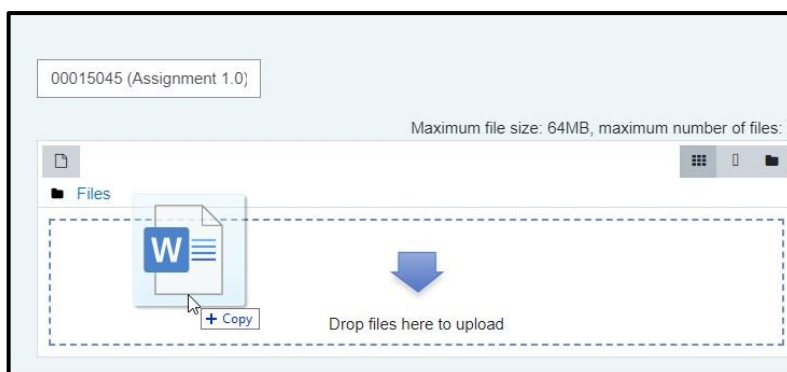 00015045 (Assignment 1.0)
Maximum file size: 64MB, maximum number of files:
Files
W
+ Copy
Drop files here to upload